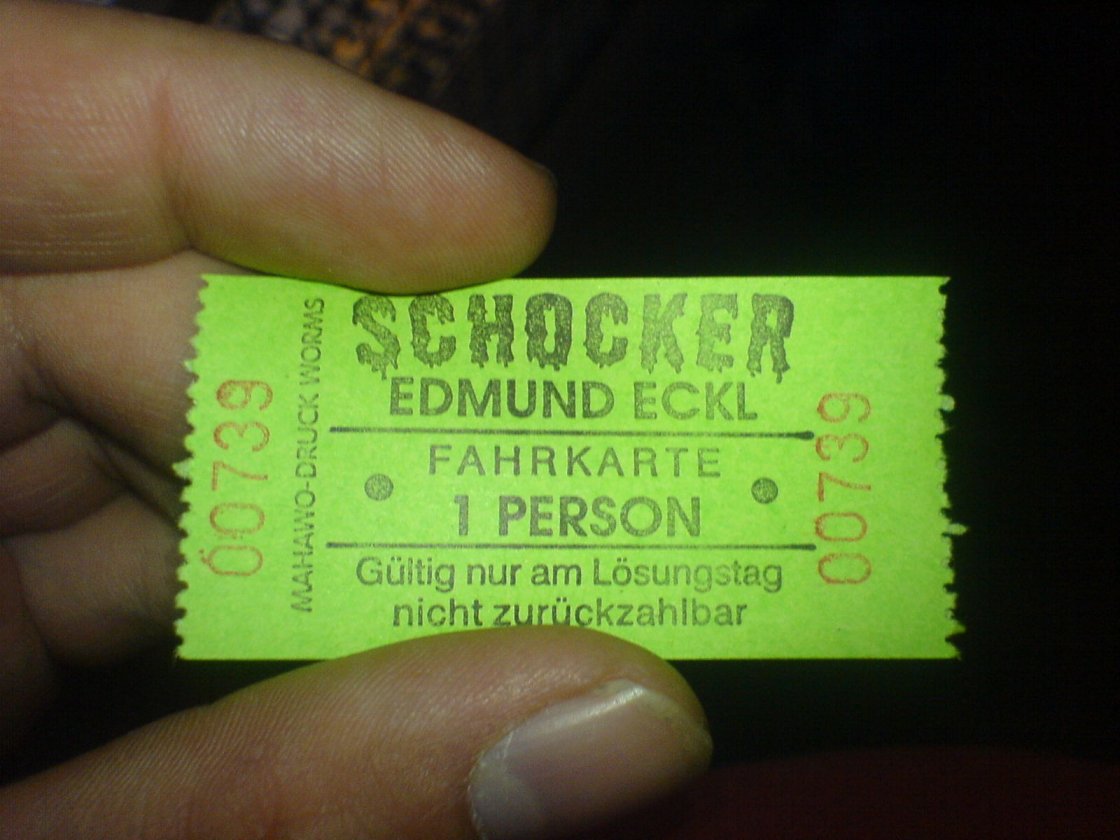 00739
MAHAWO-DRUCK WORMS
SCHOCKER
EDMUND ECKL
FAHRKARTE
1 PERSON
Gültig nur am Lösungstag
nicht zurückzahlbar
00739